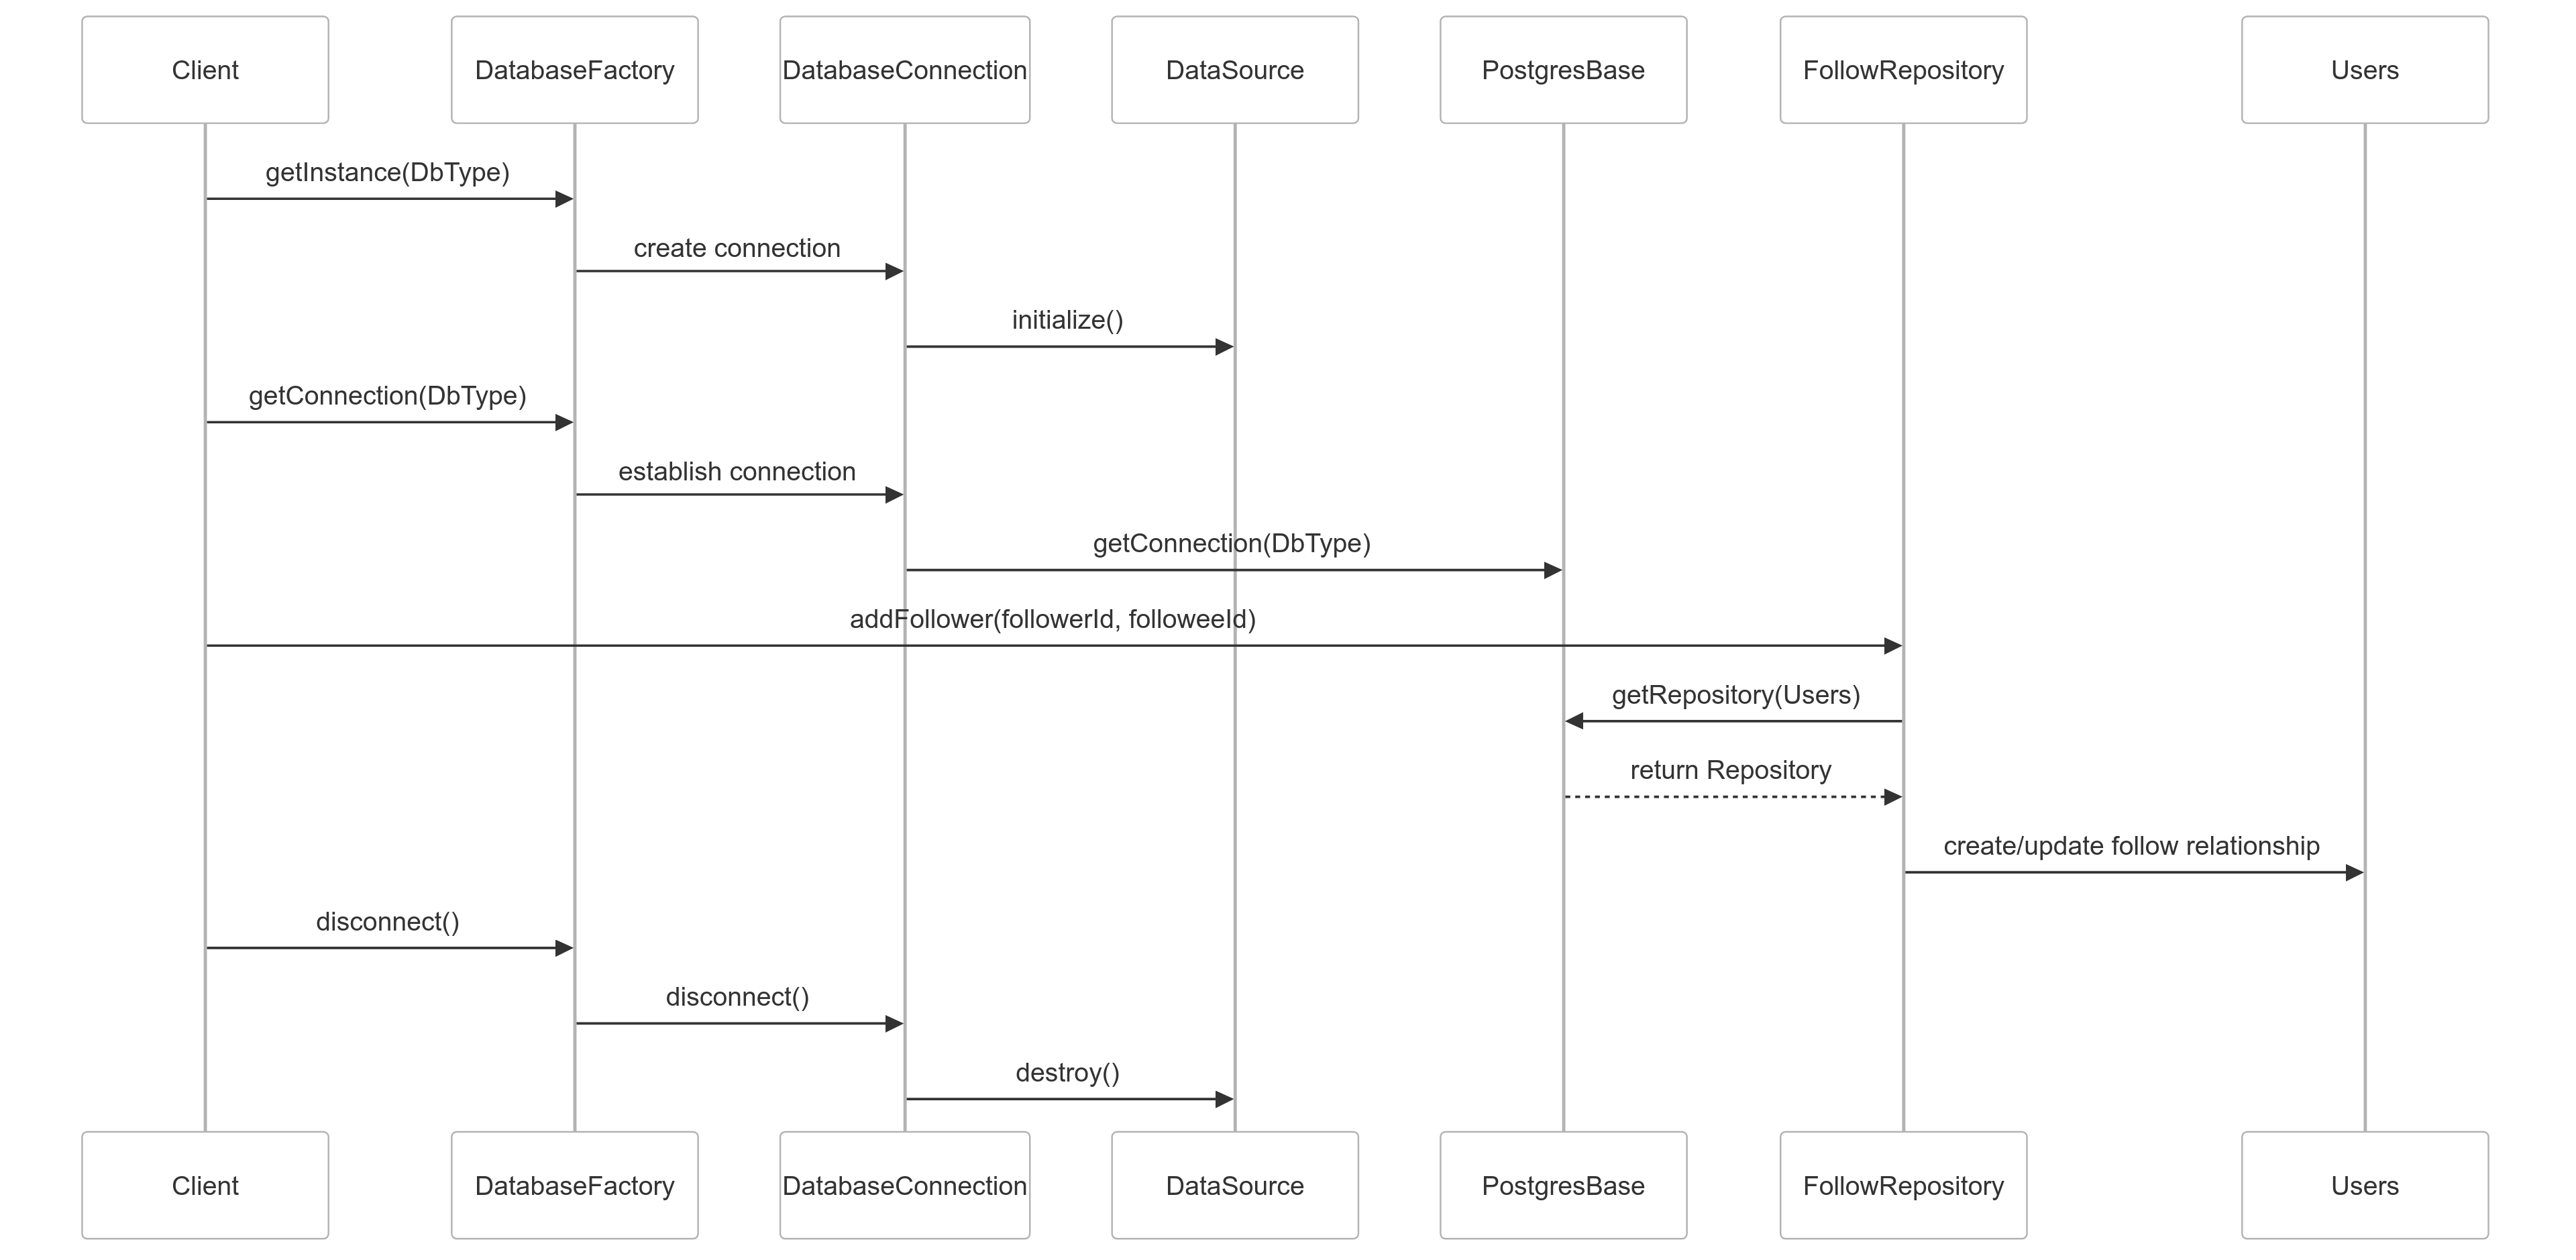 Client
DatabaseFactory
DatabaseConnection
DataSource
PostgresBase
FollowRepository
Users
getInstance(DbType)
create connection
initialize()
getConnection(DbType)
establish connection
getConnection(DbType)
addFollower(followerId, followeeId)
getRepository(Users)
return Repository
create/update follow relationship
disconnect()
disconnect()
destroy()
Client
DatabaseFactory
DatabaseConnection
DataSource
PostgresBase
FollowRepository
Users